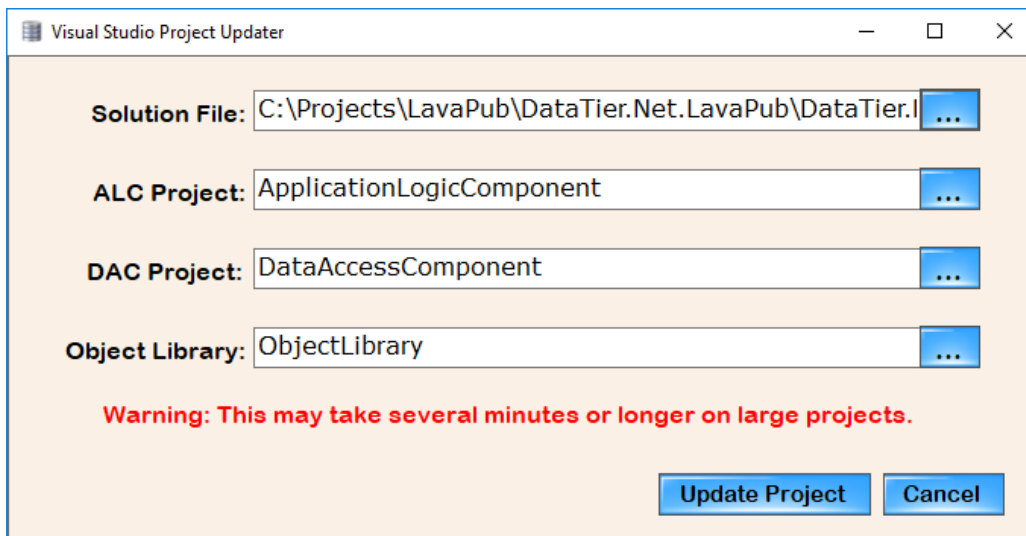 Visual Studio Project Updater
Solution File: C:\Projects\LavaPub\DataTier.Net.LavaPub\DataTier. ...
ALC Project: ApplicationLogicComponent ...
DAC Project: DataAccessComponent ...
Object Library: ObjectLibrary ...
Warning: This may take several minutes or longer on large projects.
Update Project Cancel